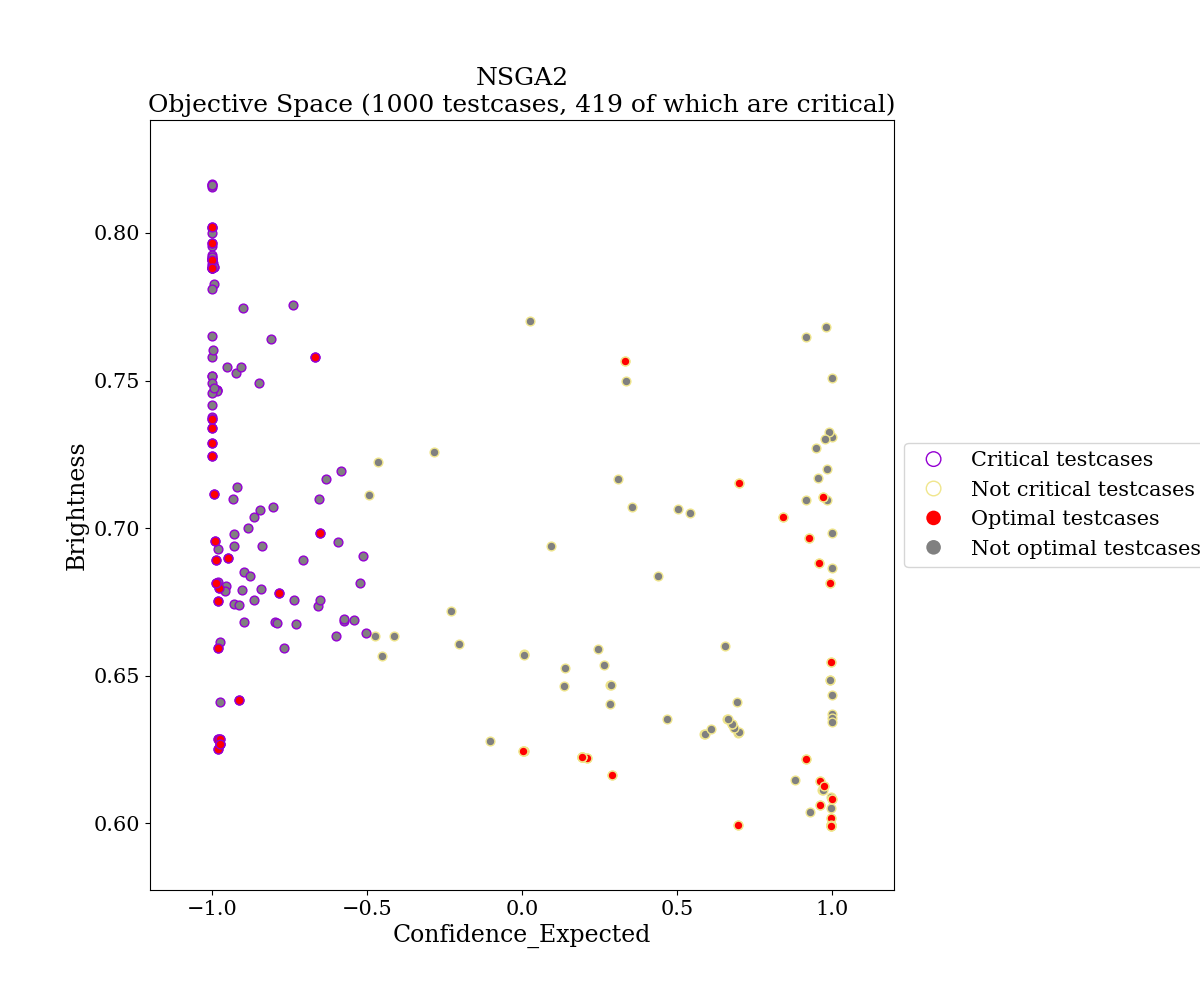 NSGA2
Objective Space (1000 testcases, 419 of which are critical)
0.80
0.75
0.70
0.65
0.60
Brightness
−1.0
−0.5
0.0
0.5
1.0
Confidence_Expected
Critical testcases
Not critical testcases
Optimal testcases
Not optimal testcases